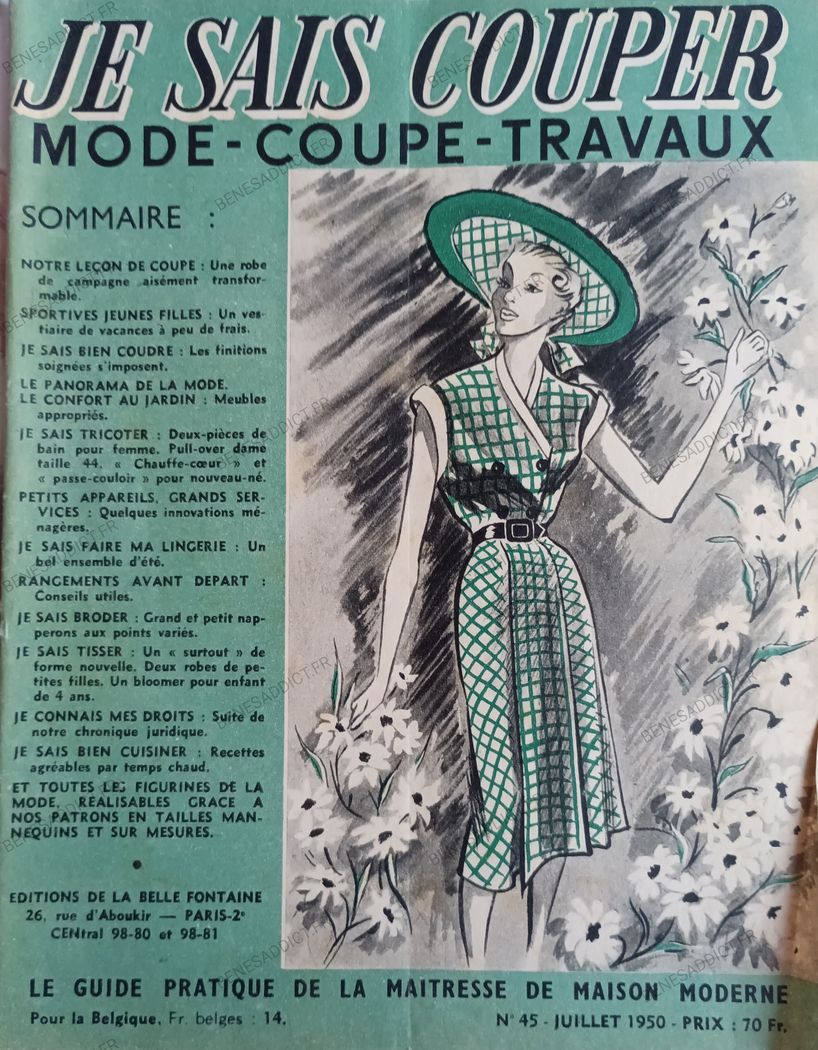 JE SAIS COUPER
MODE - COUPE - TRAVAUX
SOMMAIRE :
NOTRE LEÇON DE COUPE : Une robe
de campagne aisément transfor-
mable.
SPORTIVES JEUNES FILLES : Un ves-
tiaire de vacances à peu de frais.
JE SAIS BIEN COUDRE : Les finitions
soignées s'imposent.
LE PANORAMA DE LA MODE.
LE CONFORT AU JARDIN : Meubles
appropriés.
JE SAIS TRICOTER : Deux-pièces de
bain pour femme. Pull-over dame
taille 44. « Chauffe-cœur » et
« passe-couloir » pour nouveau-né.
PETITS APPAREILS, GRANDS SER-
VICES : Quelques innovations mé-
nagères.
JE SAIS FAIRE MA LINGERIE : Un
bel ensemble d'été.
RANGEMENTS AVANT DEPART :
Conseils utiles.
JE SAIS BRODER : Grand et petit nap-
perons aux points variés.
JE SAIS TISSER : Un « surtout » de
forme nouvelle. Deux robes de pe-
tites filles. Un bloomer pour enfant
de 4 ans.
JE CONNAIS MES DROITS : Suite de
notre chronique juridique.
JE SAIS BIEN CUISINER : Recettes
agréables par temps chaud.
ET TOUTES LES FIGURINES DE LA
MODE, REALISABLES GRACE A
NOS PATRONS EN TAILLES MAN-
NEQUINS ET SUR MESURES.
EDITIONS DE LA BELLE FONTAINE
26, rue d'Aboukir — PARIS-2e
CENtral 98-80 et 98-81
LE GUIDE PRATIQUE DE LA MAITRESSE DE MAISON MODERNE
Pour la Belgique, Fr. belges : 14.
N° 45 - JUILLET 1950 - PRIX : 70 Fr.
BENESADDICT.FR